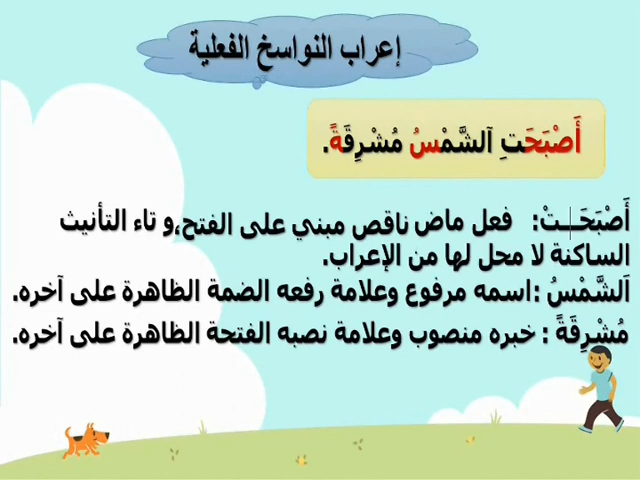 إعراب النواسخ الفعلية
أَصْبَحَتِ ٱلشَّمْسُ مُشْرِقَةً.
أَصْبَحَــتْ: فعل ماض ناقص مبني على الفتح،و تاء التأنيث
الساكنة لا محل لها من الإعراب.
اَلشَّمْسُ :اسمه مرفوع وعلامة رفعه الضمة الظاهرة على آخره.
مُشْرِقَةً : خبره منصوب وعلامة نصبه الفتحة الظاهرة على آخره.